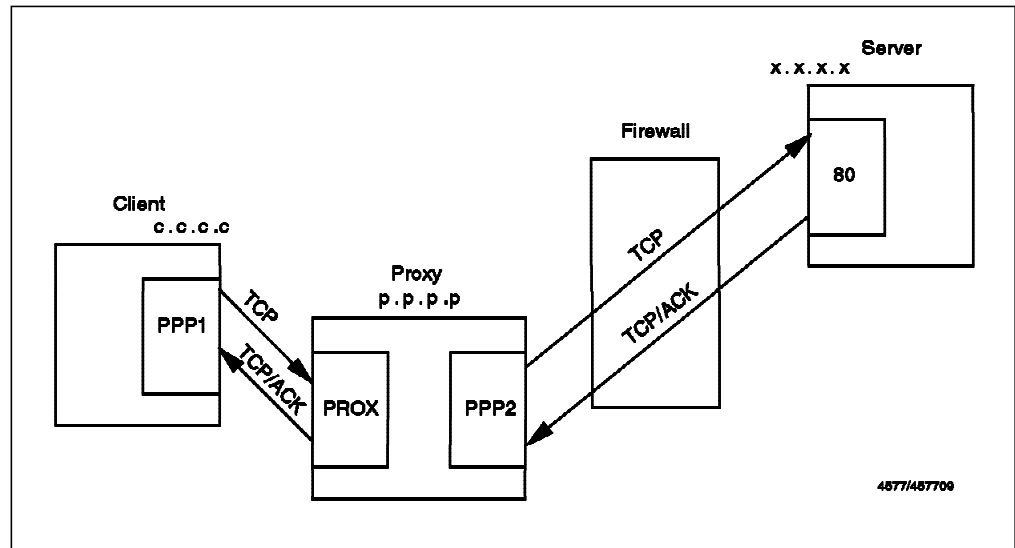 Server
x . x . x . x
80
Firewall
TCP
TCP/ACK
Client
c . c . c .c
PPP1
TCP
TCP/ACK
Proxy
p . p . p .p
PROX
PPP2
4577/457709